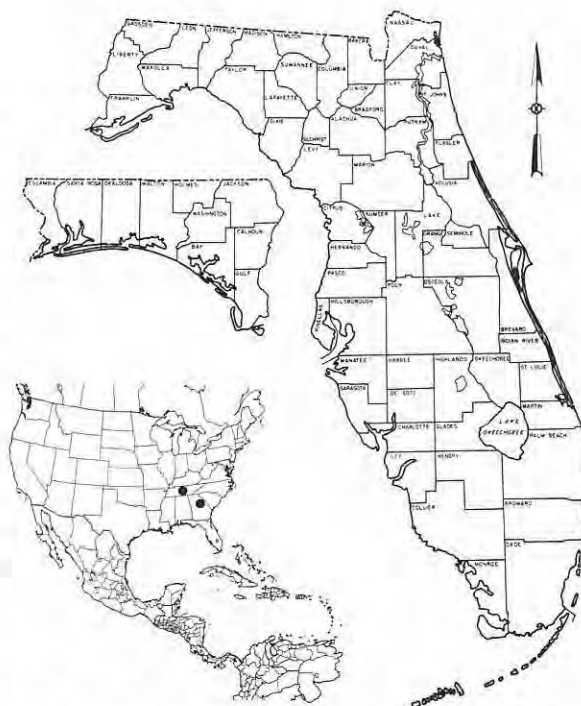 NASSAU
GADSDEN
LEON
JEFFERSON
MADISON
HAMILTON
BAKER
DUVAL
LIBERTY
WAKULLA
TAYLOR
SUWANNEE
COLUMBIA
UNION
CLAY
ST JOHNS
FRANKLIN
LAFAYETTE
BRADFORD
DIXIE
GILCHRIST
ALACHUA
PUTNAM
FLAGLER
LEVY
MARION
VOLUSIA
ESCAMBIA
SANTA ROSA
OKALOOSA
WALTON
HOLMES
JACKSON
WASHINGTON
BAY
CALHOUN
GULF
CITRUS
SUMTER
LAKE
ORANGE
SEMINOLE
HERNANDO
PASCO
POLK
OSCEOLA
HILLSBOROUGH
PINELLAS
BREVARD
INDIAN RIVER
MANATEE
HARDEE
HIGHLANDS
OKEECHOBEE
ST LUCIE
SARASOTA
DE SOTO
MARTIN
CHARLOTTE
GLADES
LAKE
OKEECHOBEE
PALM BEACH
LEE
HENDRY
COLLIER
BROWARD
DADE
MONROE